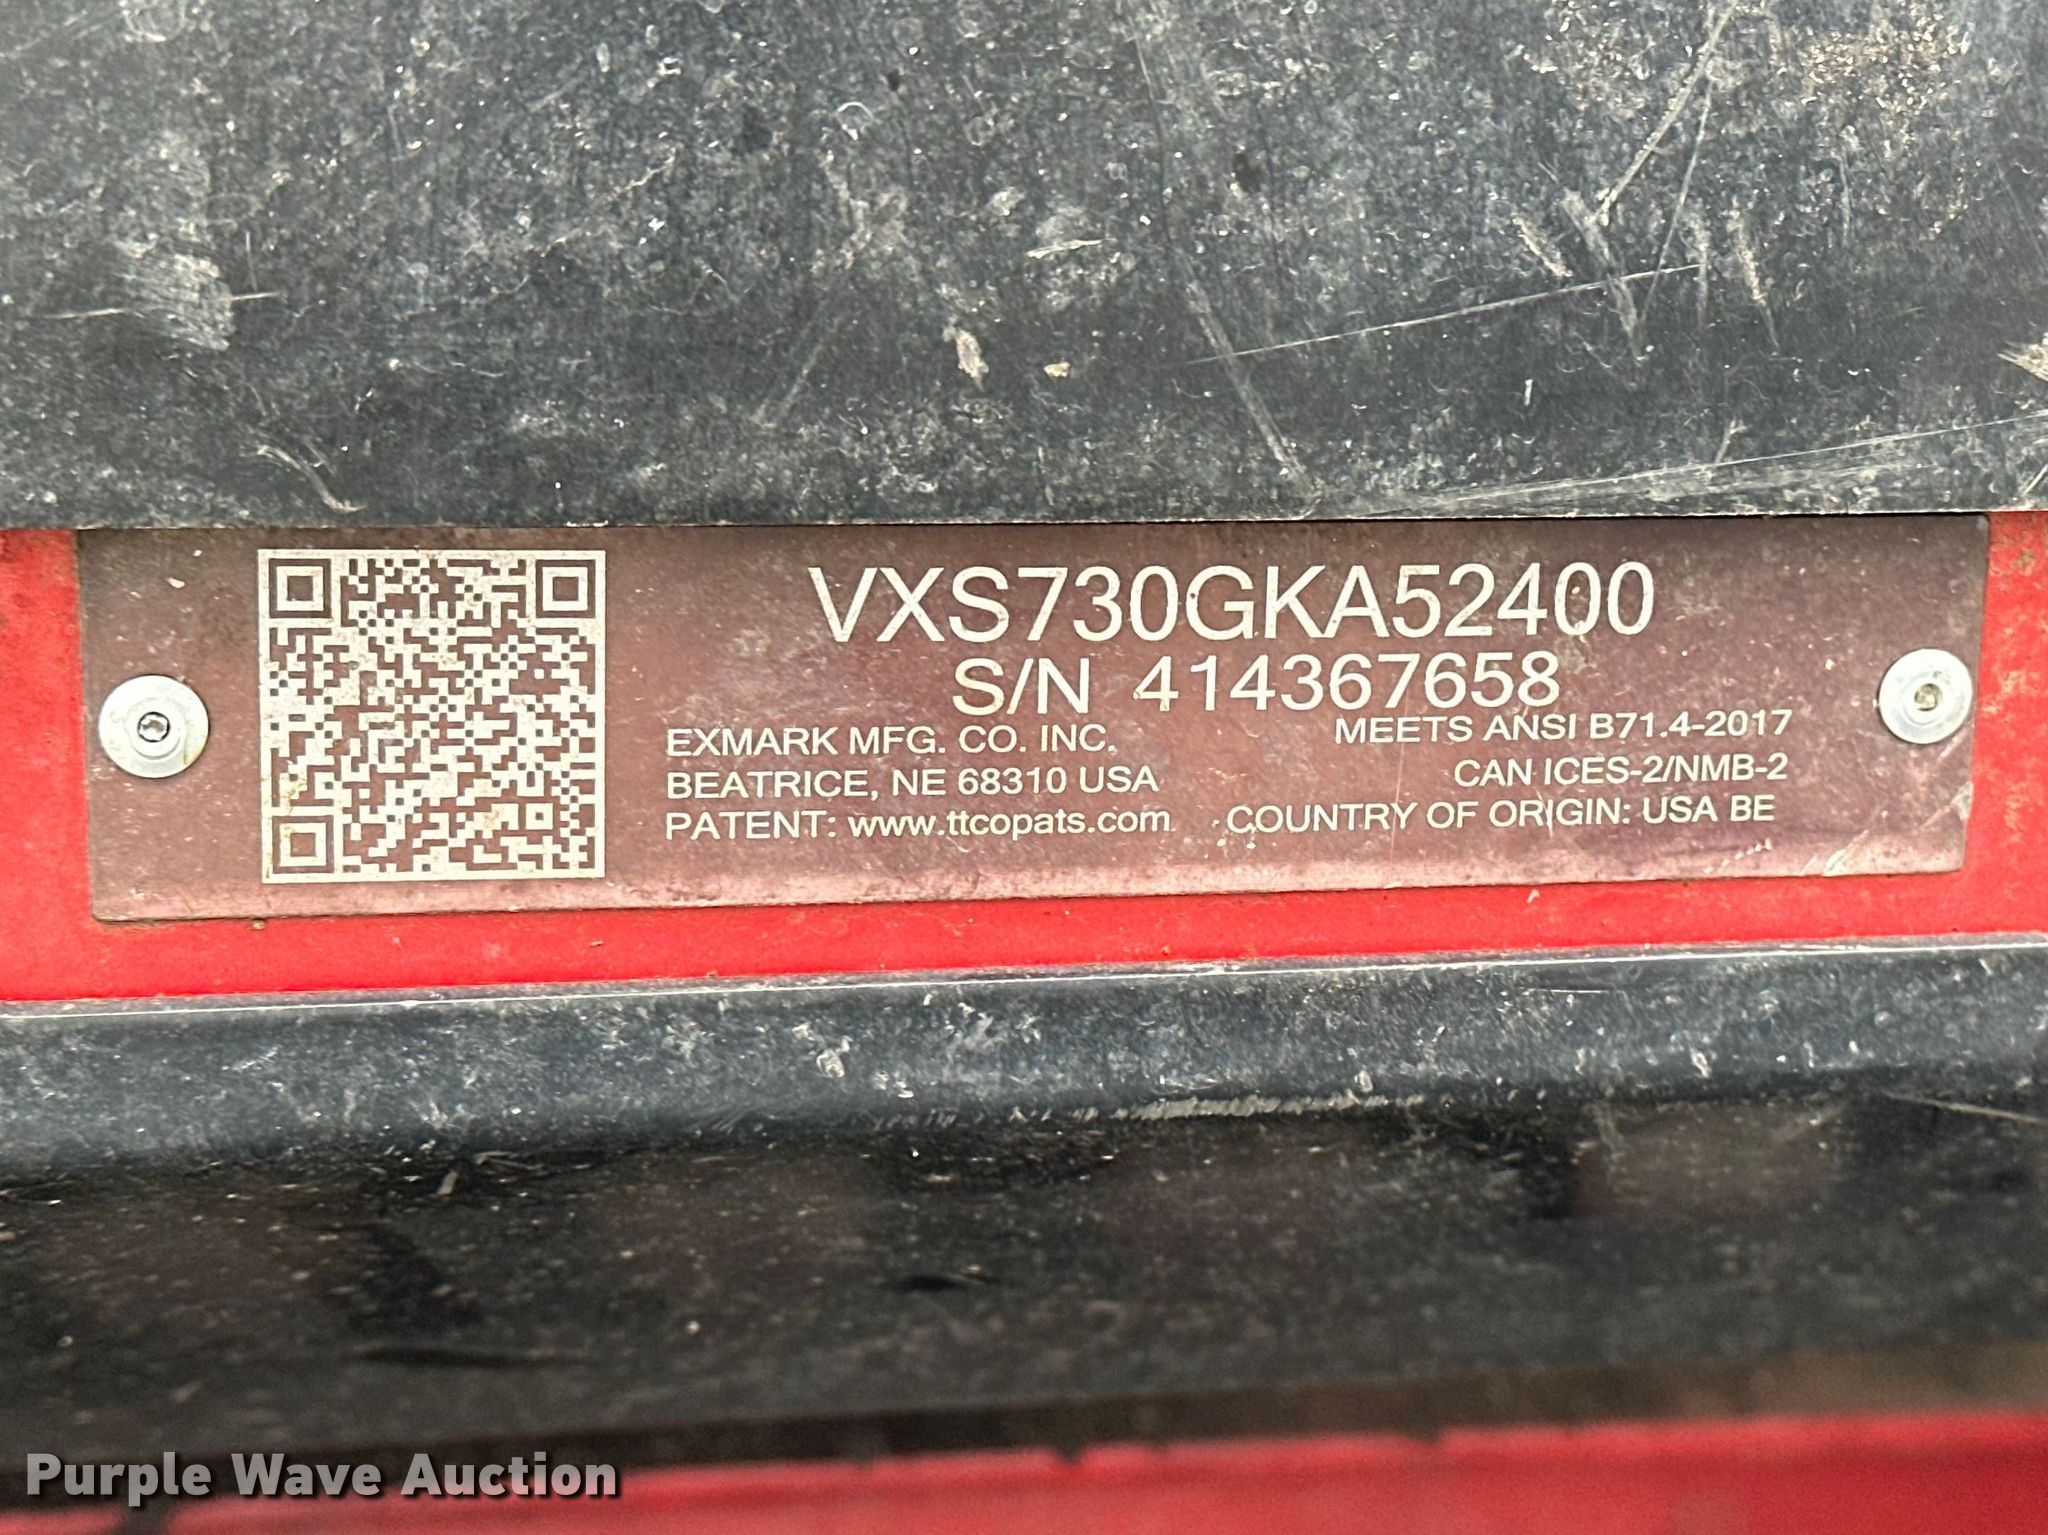 VXS730GKA52400
S/N 414367658
EXMARK MFG. CO. INC.
BEATRICE, NE 68310 USA
PATENT: www.ttcopats.com
MEETS ANSI B71.4-2017
CAN ICES-2/NMB-2
COUNTRY OF ORIGIN: USA BE
Purple Wave Auction